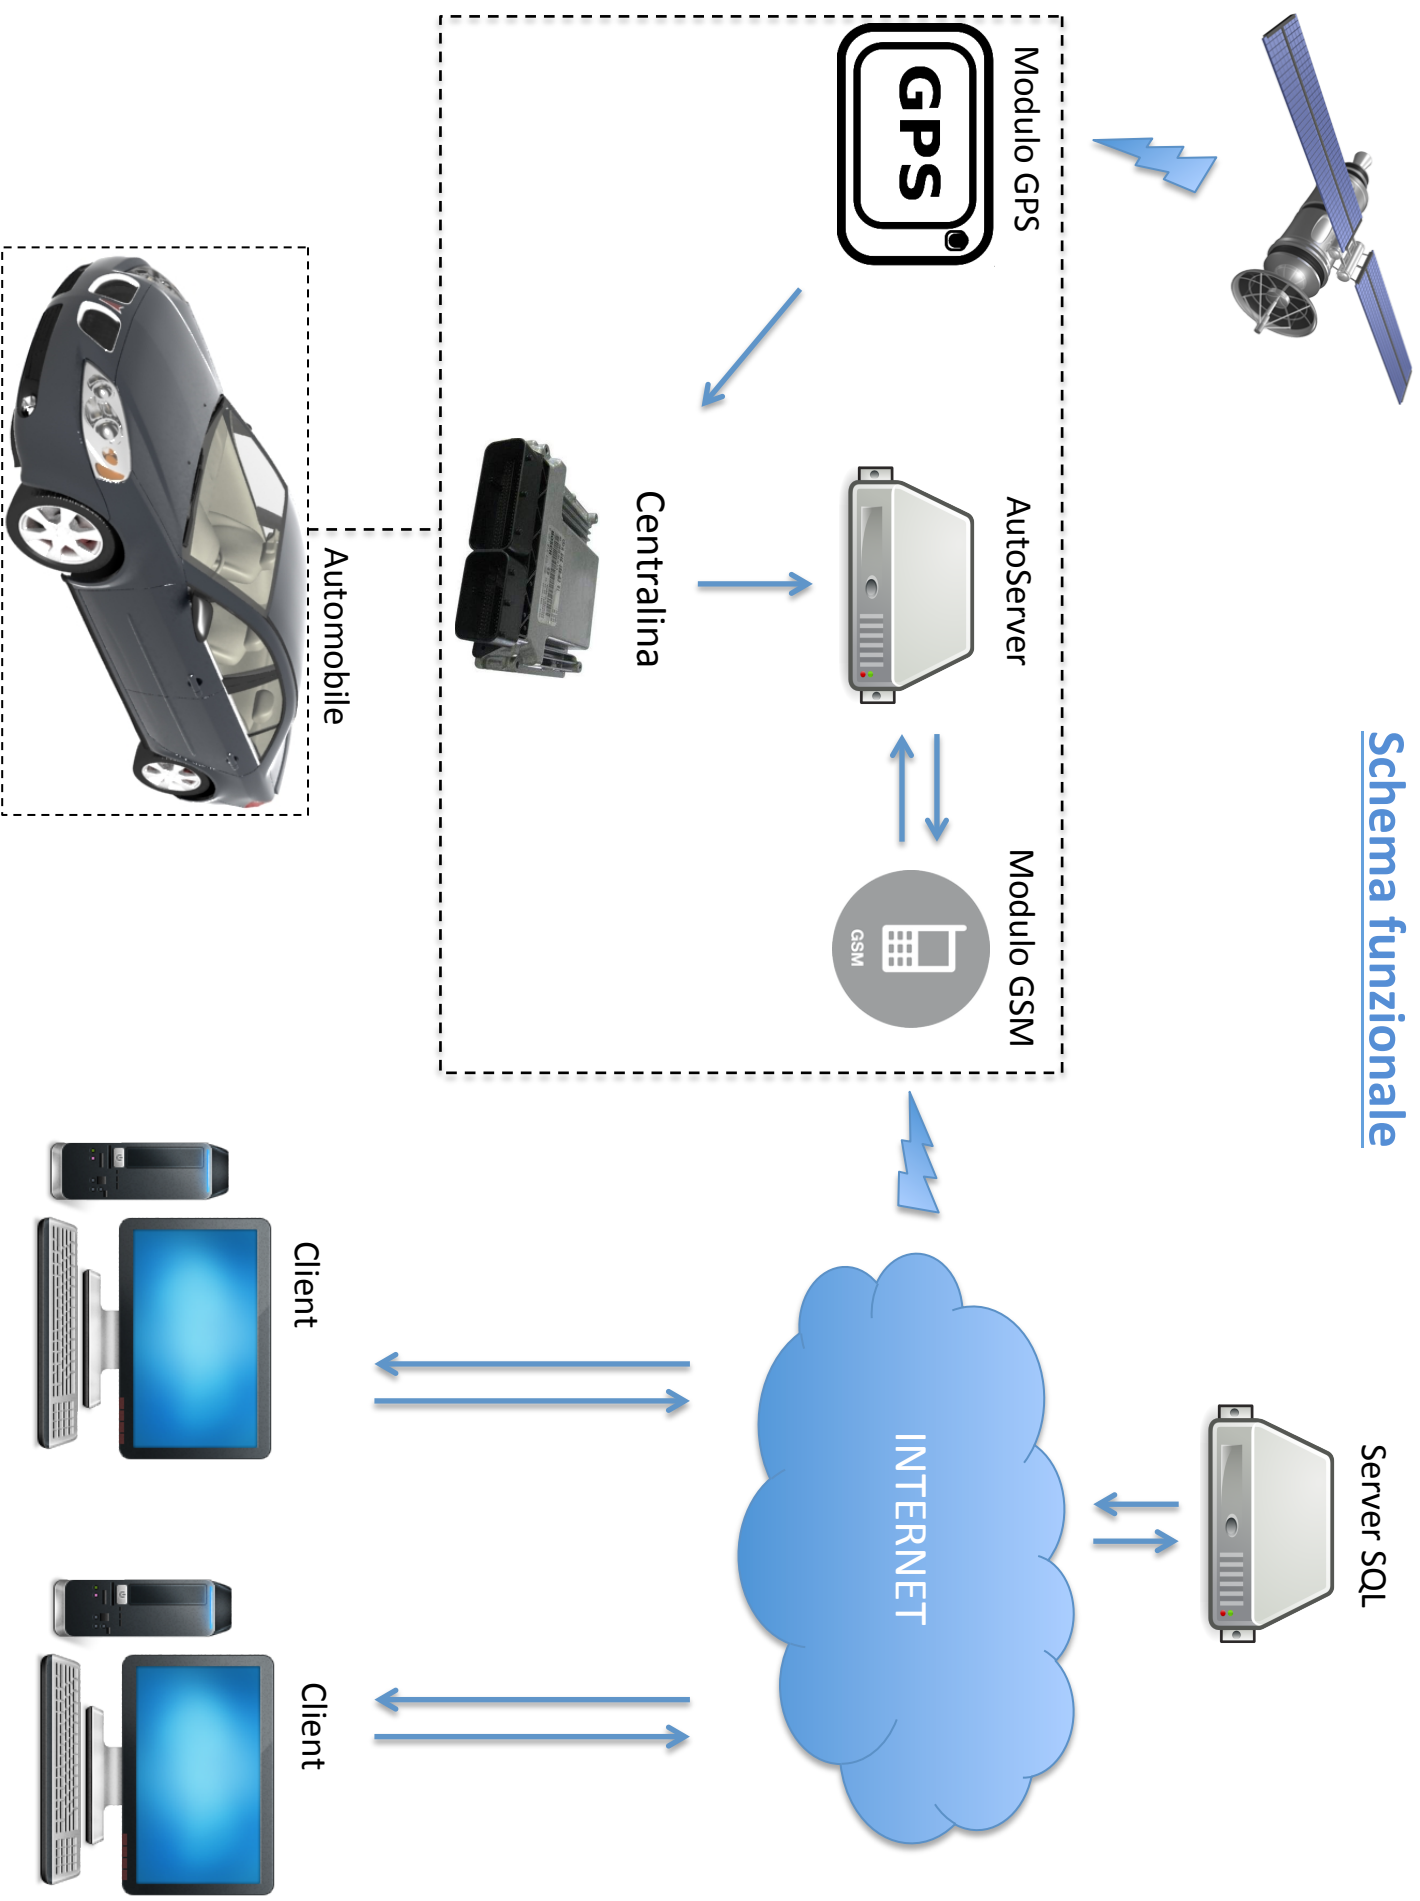 Schema funzionale
Modulo GPS
GPS
AutoServer
Modulo GSM
GSM
Server SQL
INTERNET
Centralina
Automobile
Client
Client